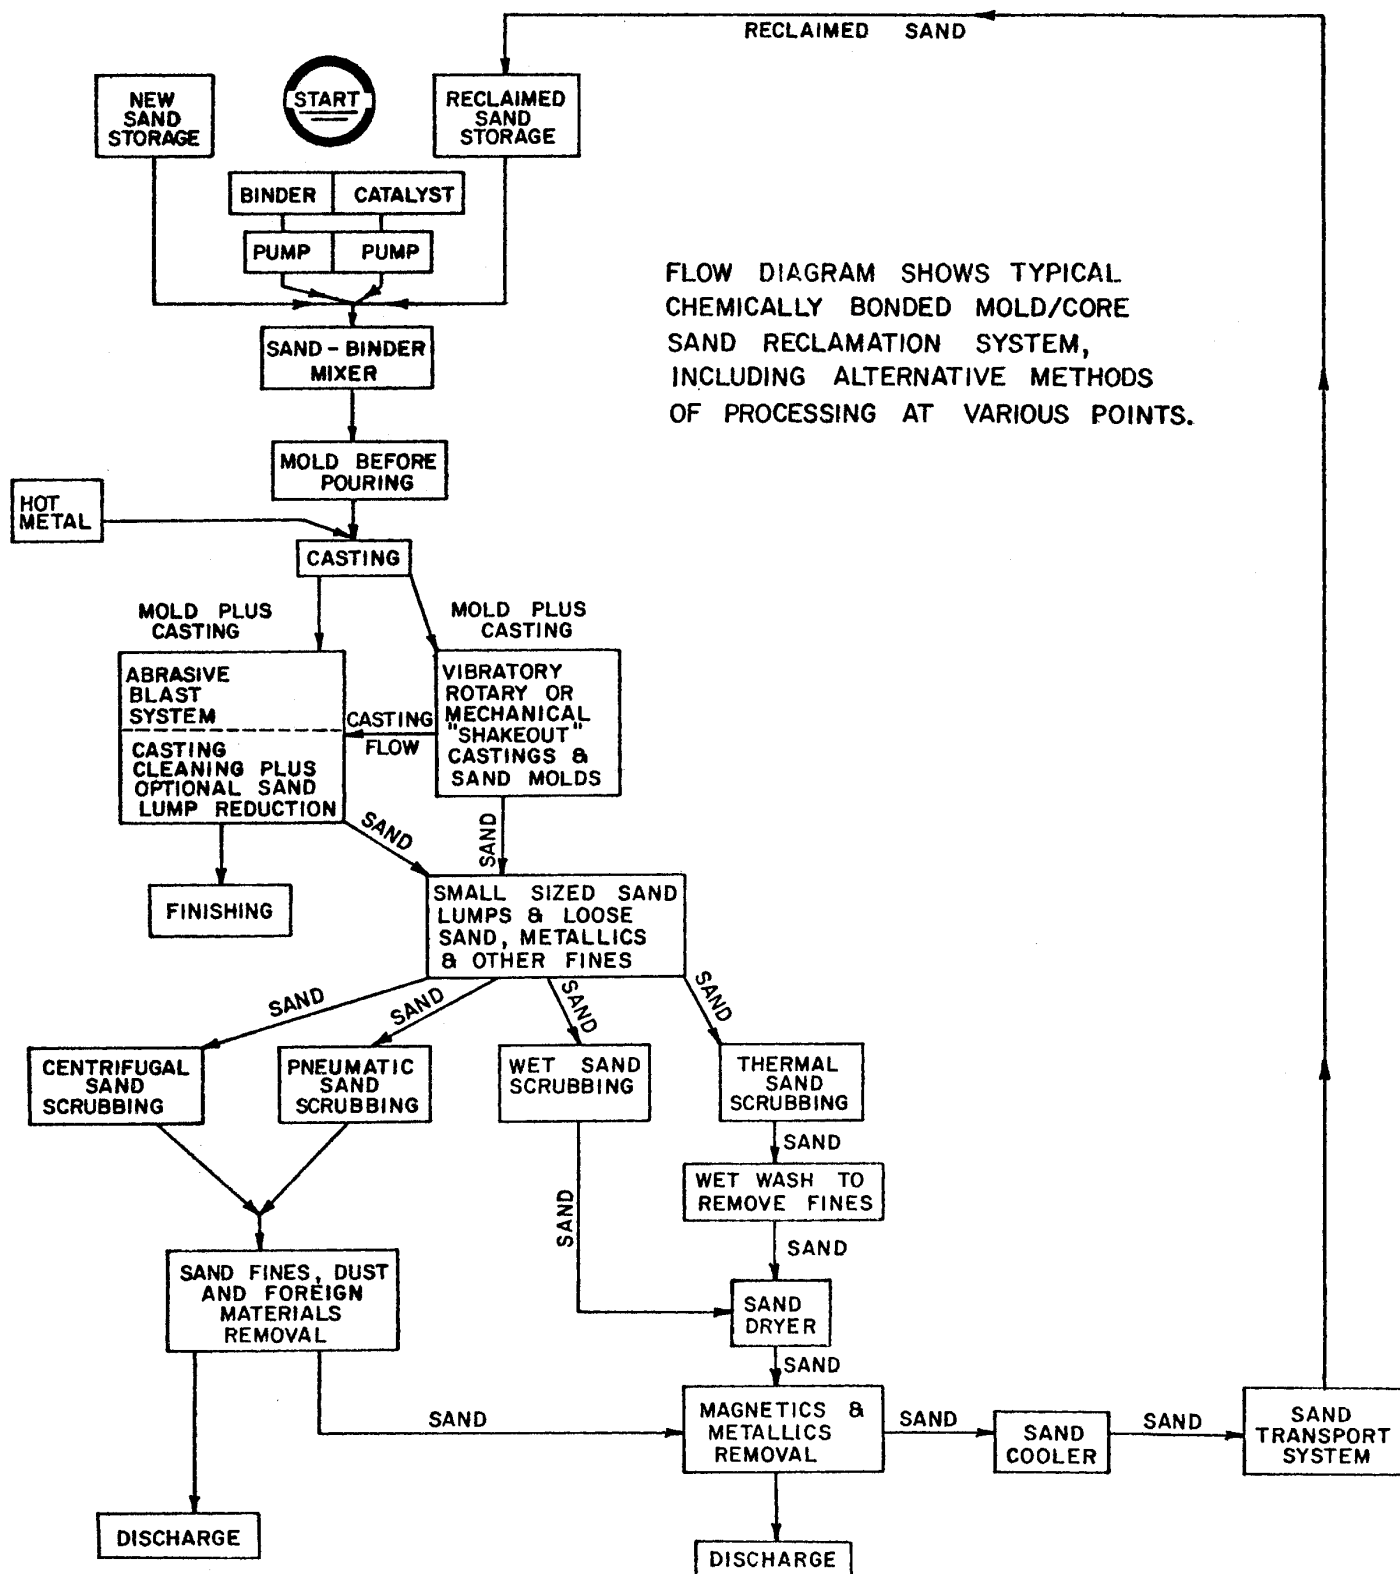 RECLAIMED SAND
NEW
SAND
STORAGE
START
RECLAIMED
SAND
STORAGE
BINDER
CATALYST
PUMP
PUMP
FLOW DIAGRAM SHOWS TYPICAL
CHEMICALLY BONDED MOLD/CORE
SAND RECLAMATION SYSTEM,
INCLUDING ALTERNATIVE METHODS
OF PROCESSING AT VARIOUS POINTS.
SAND-BINDER
MIXER
MOLD BEFORE
POURING
HOT
METAL
CASTING
MOLD PLUS
CASTING
MOLD PLUS
CASTING
ABRASIVE
BLAST
SYSTEM
CASTING
CLEANING PLUS
OPTIONAL SAND
LUMP REDUCTION
CASTING
FLOW
VIBRATORY
ROTARY OR
MECHANICAL
"SHAKEOUT"
CASTINGS &
SAND MOLDS
SAND
SAND
FINISHING
SMALL SIZED SAND
LUMPS & LOOSE
SAND, METALLICS
& OTHER FINES
SAND
SAND
SAND
SAND
CENTRIFUGAL
SAND
SCRUBBING
PNEUMATIC
SAND
SCRUBBING
WET SAND
SCRUBBING
THERMAL
SAND
SCRUBBING
SAND
WET WASH TO
REMOVE FINES
SAND
SAND
SAND FINES, DUST
AND FOREIGN
MATERIALS
REMOVAL
SAND
DRYER
SAND
SAND
MAGNETICS &
METALLICS
REMOVAL
SAND
SAND
COOLER
SAND
SAND
TRANSPORT
SYSTEM
DISCHARGE
DISCHARGE